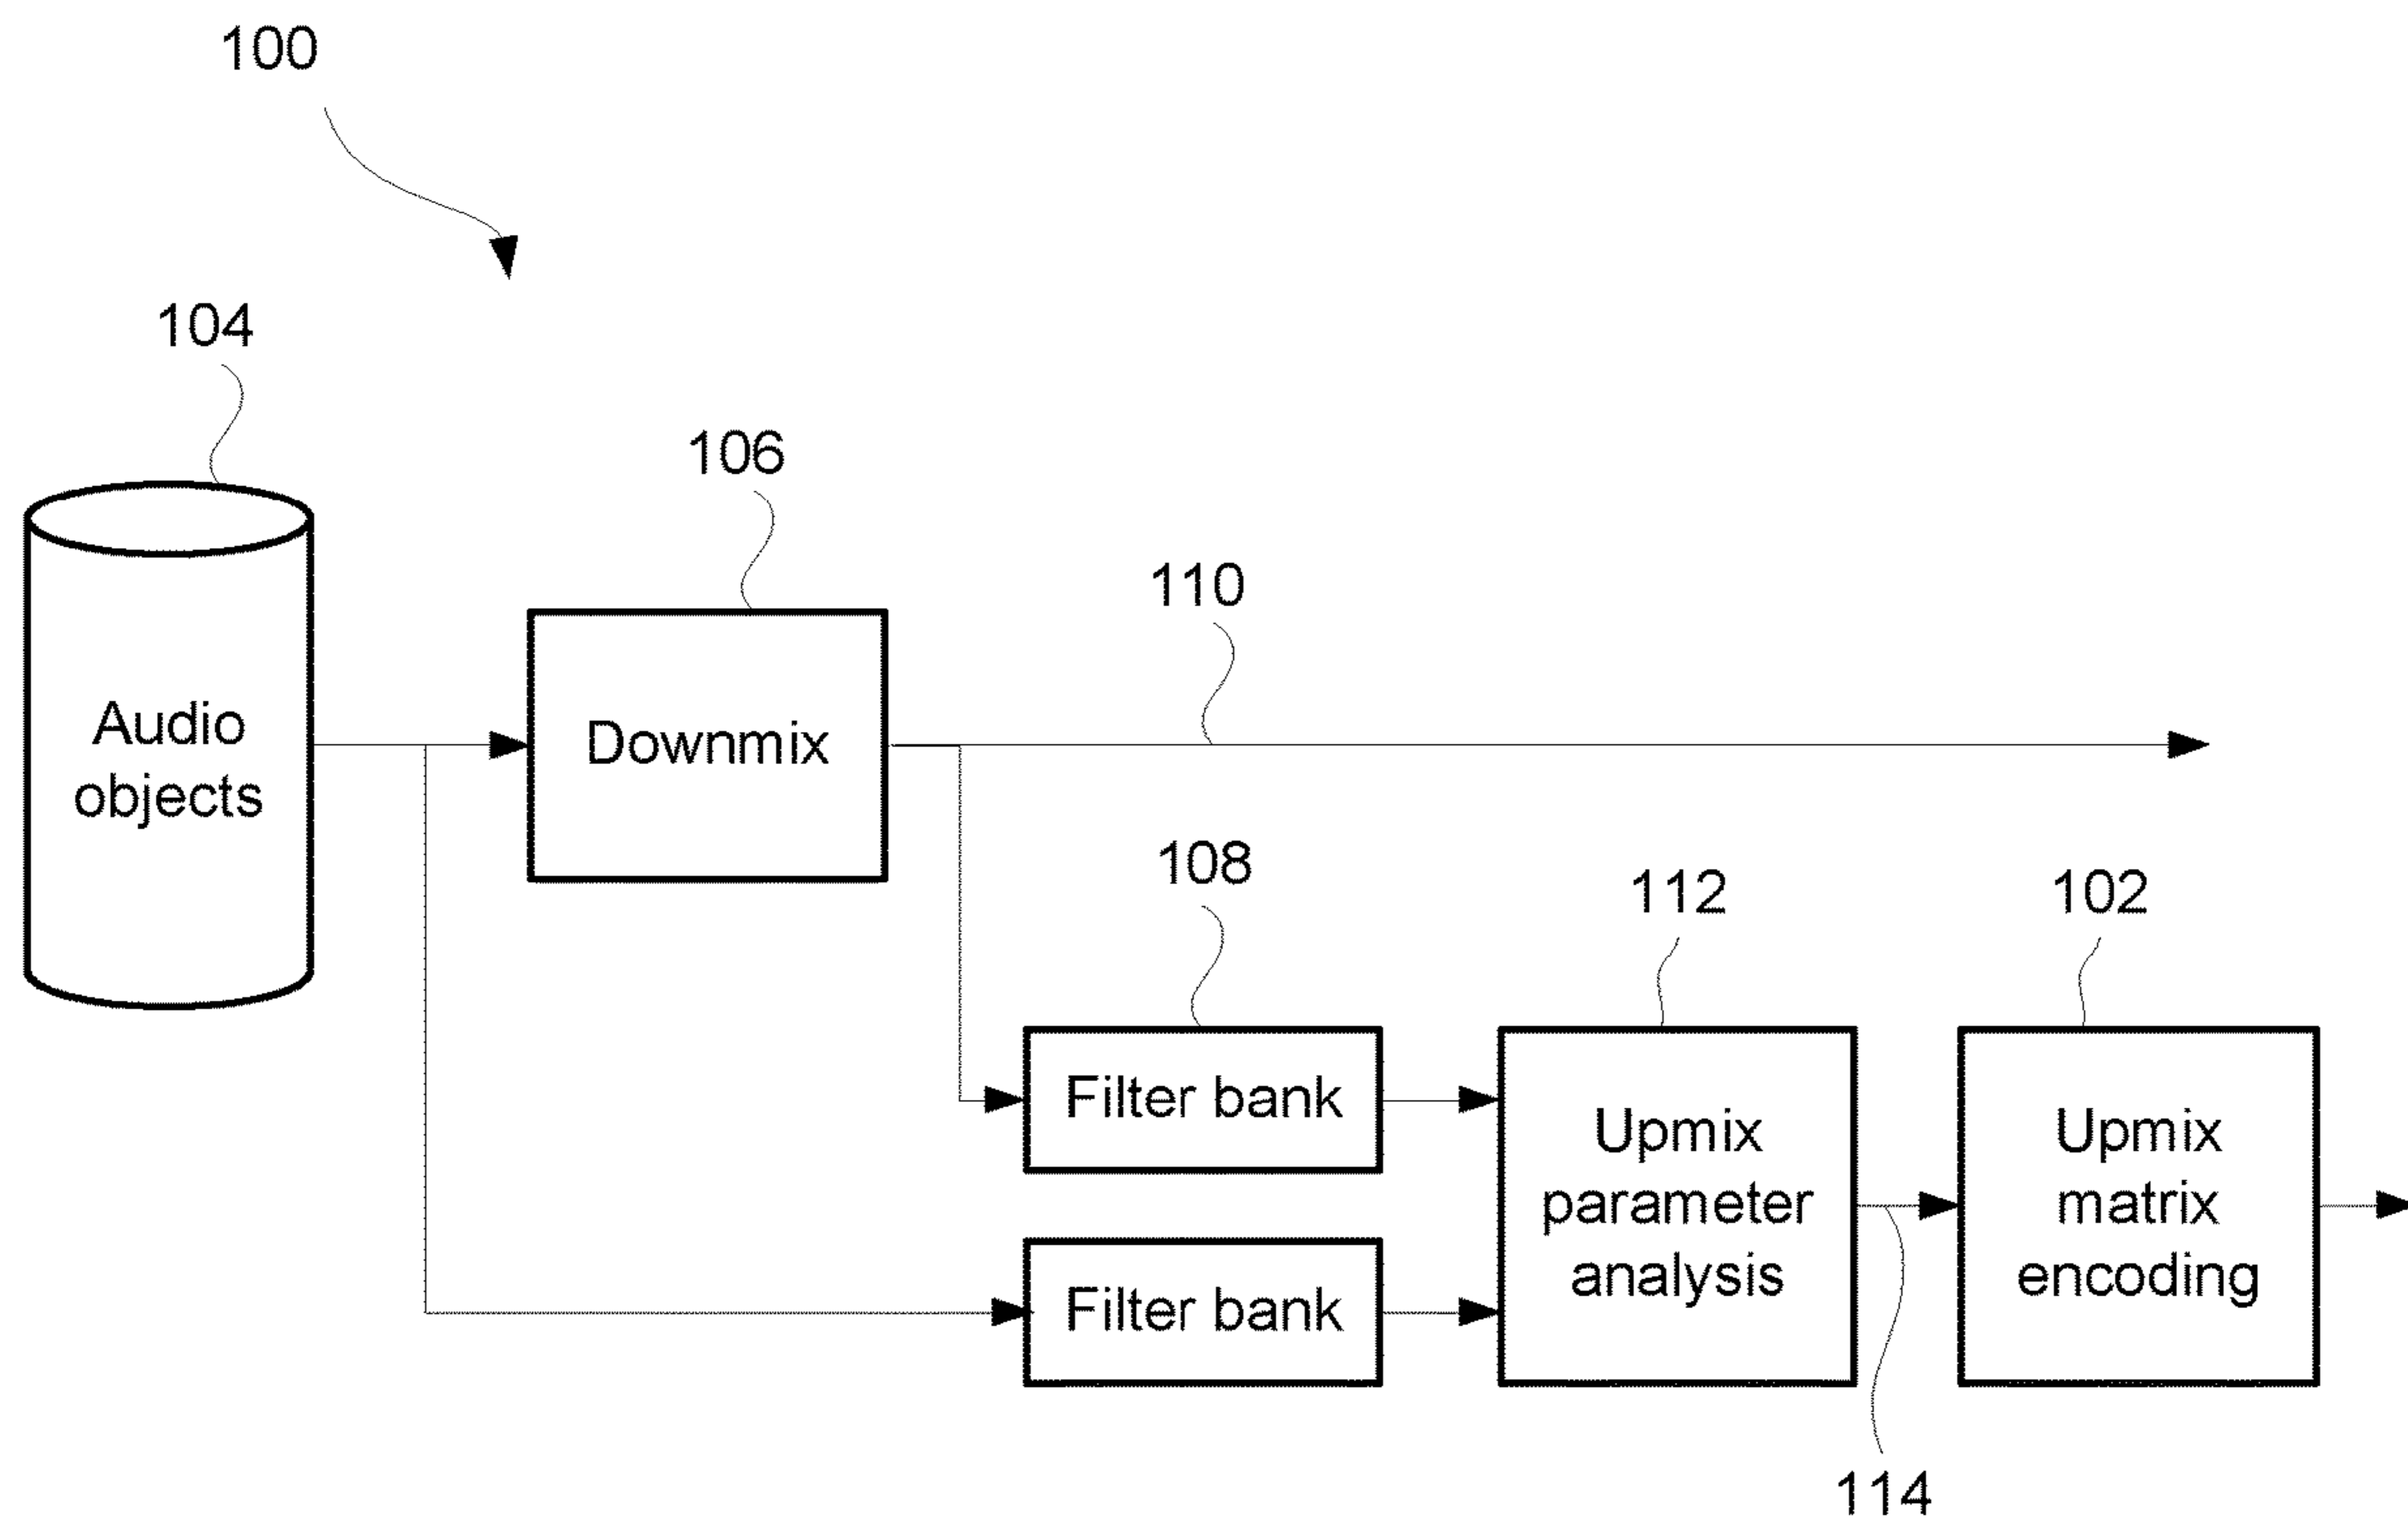 100
104
106
110
Audio
objects
Downmix
108
112
102
Filter bank
Upmix
parameter
analysis
Upmix
matrix
encoding
Filter bank
114